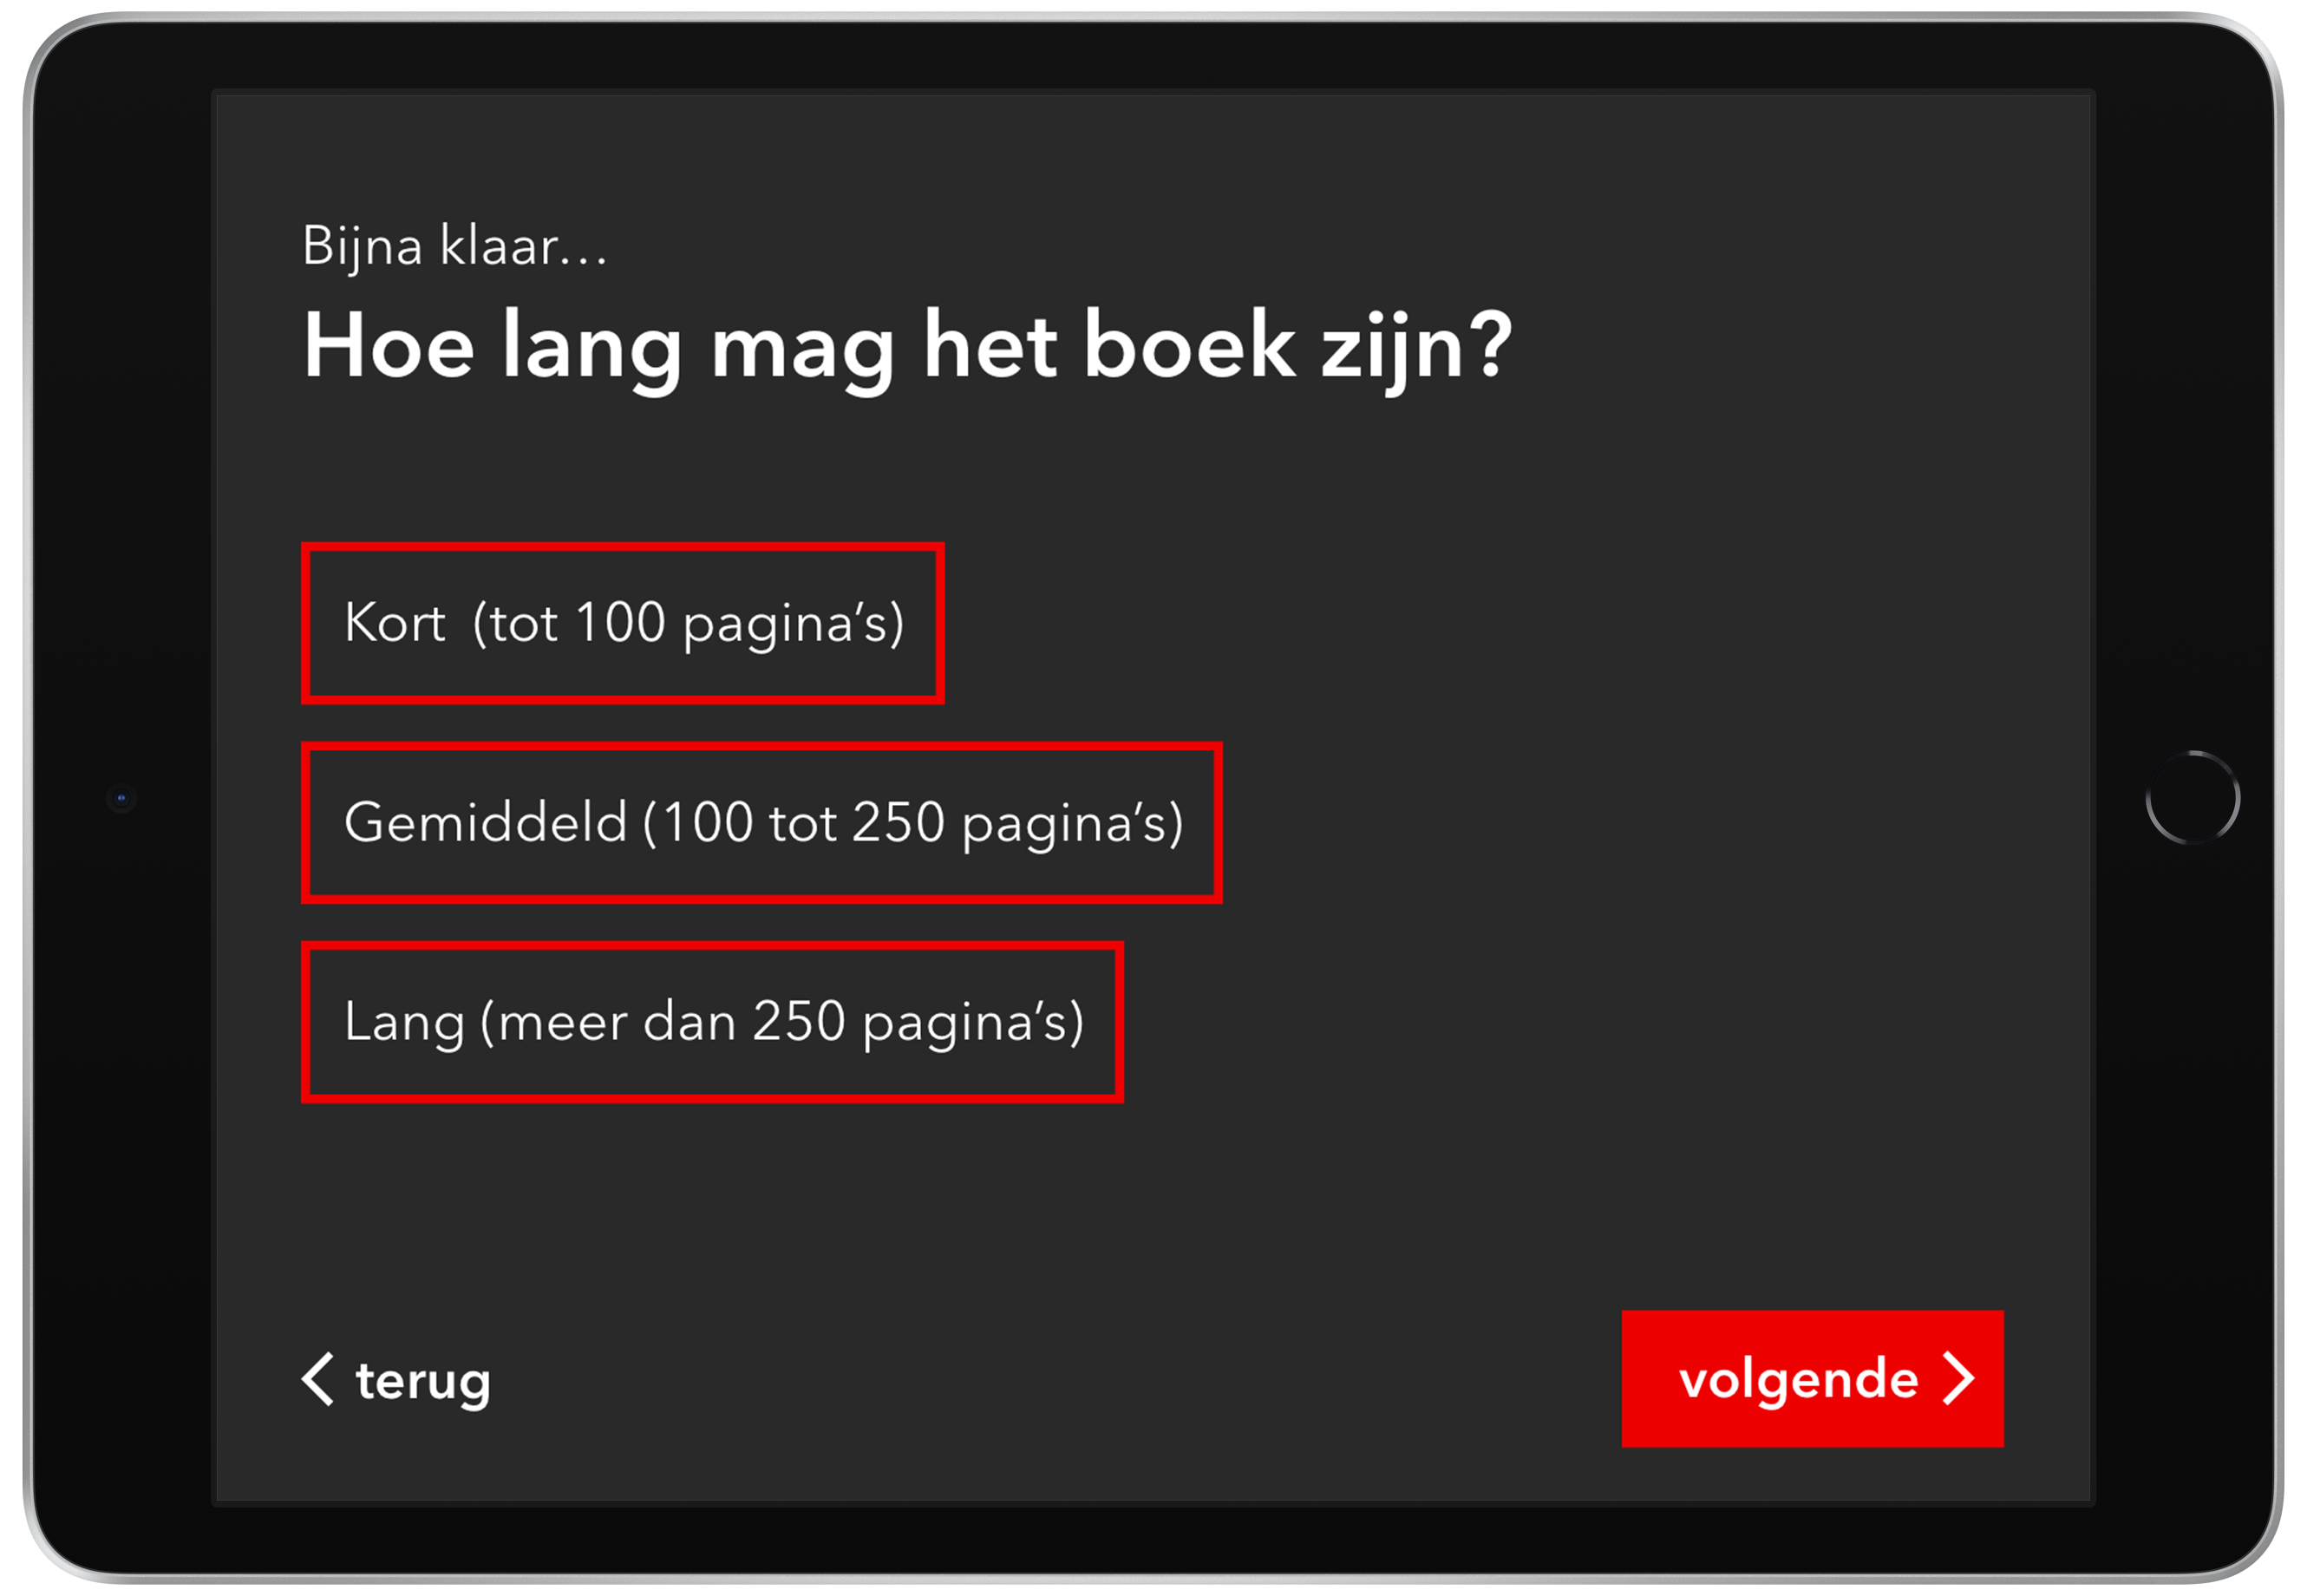 Bijna klaar...
Hoe lang mag het boek zijn?
Kort (tot 100 pagina's)
Gemiddeld (100 tot 250 pagina's)
Lang (meer dan 250 pagina's)
terug
volgende